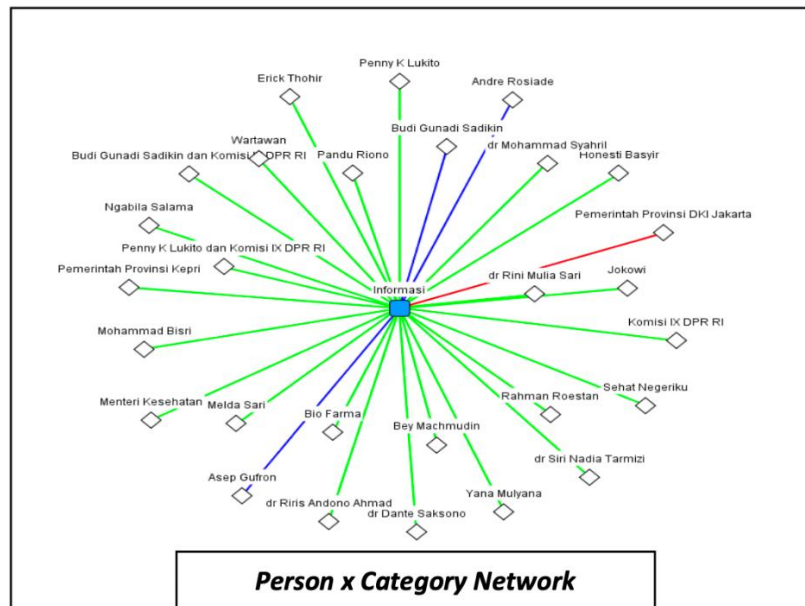 Penny K Lukito
Erick Thohir
Andre Rosiade
Budi Gunadi Sadikin
Wartawan
dr Mohammad Syahril
Budi Gunadi Sadikin dan Komisi IX DPR RI
Pandu Riono
Honesti Basyir
Ngabila Salama
Pemerintah Provinsi DKI Jakarta
Penny K Lukito dan Komisi IX DPR RI
Pemerintah Provinsi Kepri
Informasi
dr Rini Mulia Sari
Jokowi
Komisi IX DPR RI
Mohammad Bisri
Sehat Negeriku
Menteri Kesehatan
Melda Sari
Rahman Roestan
Bio Farma
Bey Machmudin
dr Siri Nadia Tarmizi
Asep Gufron
dr Riris Andono Ahmad
Yana Mulyana
dr Dante Saksono
Person x Category Network